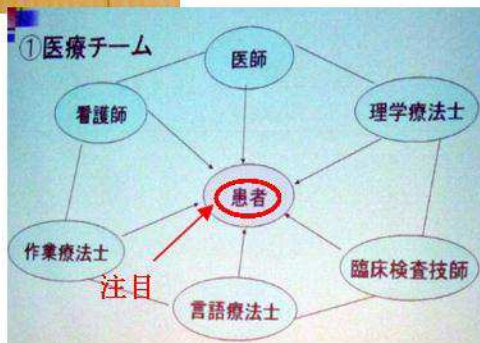 ①医療チーム
医師
看護師
理学療法士
患者
作業療法士
臨床検査技師
注目
言語療法士